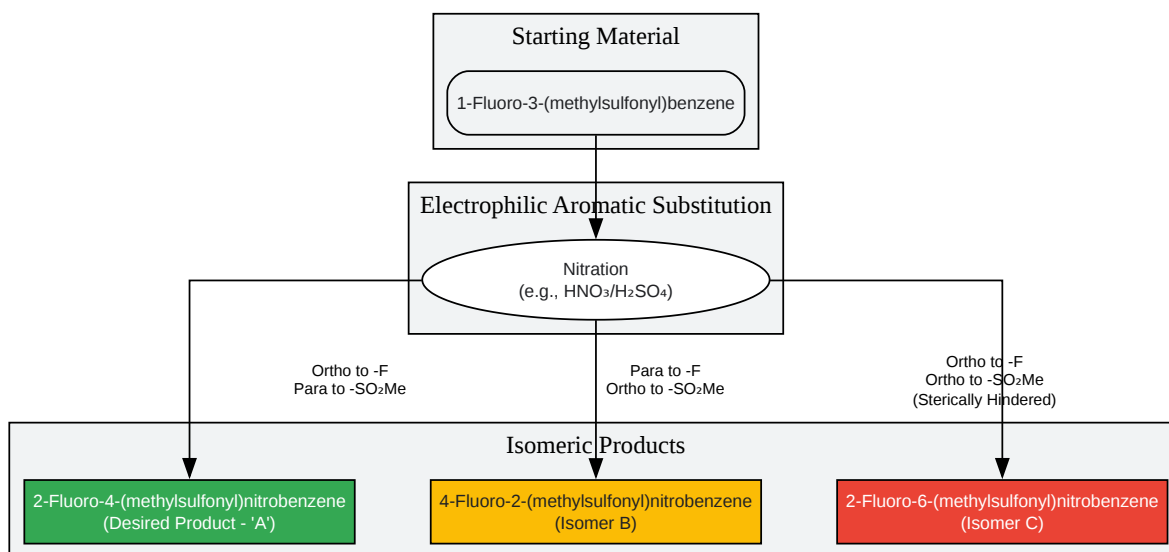 Starting Material
1-Fluoro-3-(methylsulfonyl)benzene
Electrophilic Aromatic Substitution
Nitration
(e.g., HNO₃/H₂SO₄)
Ortho to -F
Para to -SO₂Me
Para to -F
Ortho to -SO₂Me
Ortho to -F
Ortho to -SO₂Me
(Sterically Hindered)
Isomeric Products
2-Fluoro-4-(methylsulfonyl)nitrobenzene
(Desired Product - 'A')
4-Fluoro-2-(methylsulfonyl)nitrobenzene
(Isomer B)
2-Fluoro-6-(methylsulfonyl)nitrobenzene
(Isomer C)